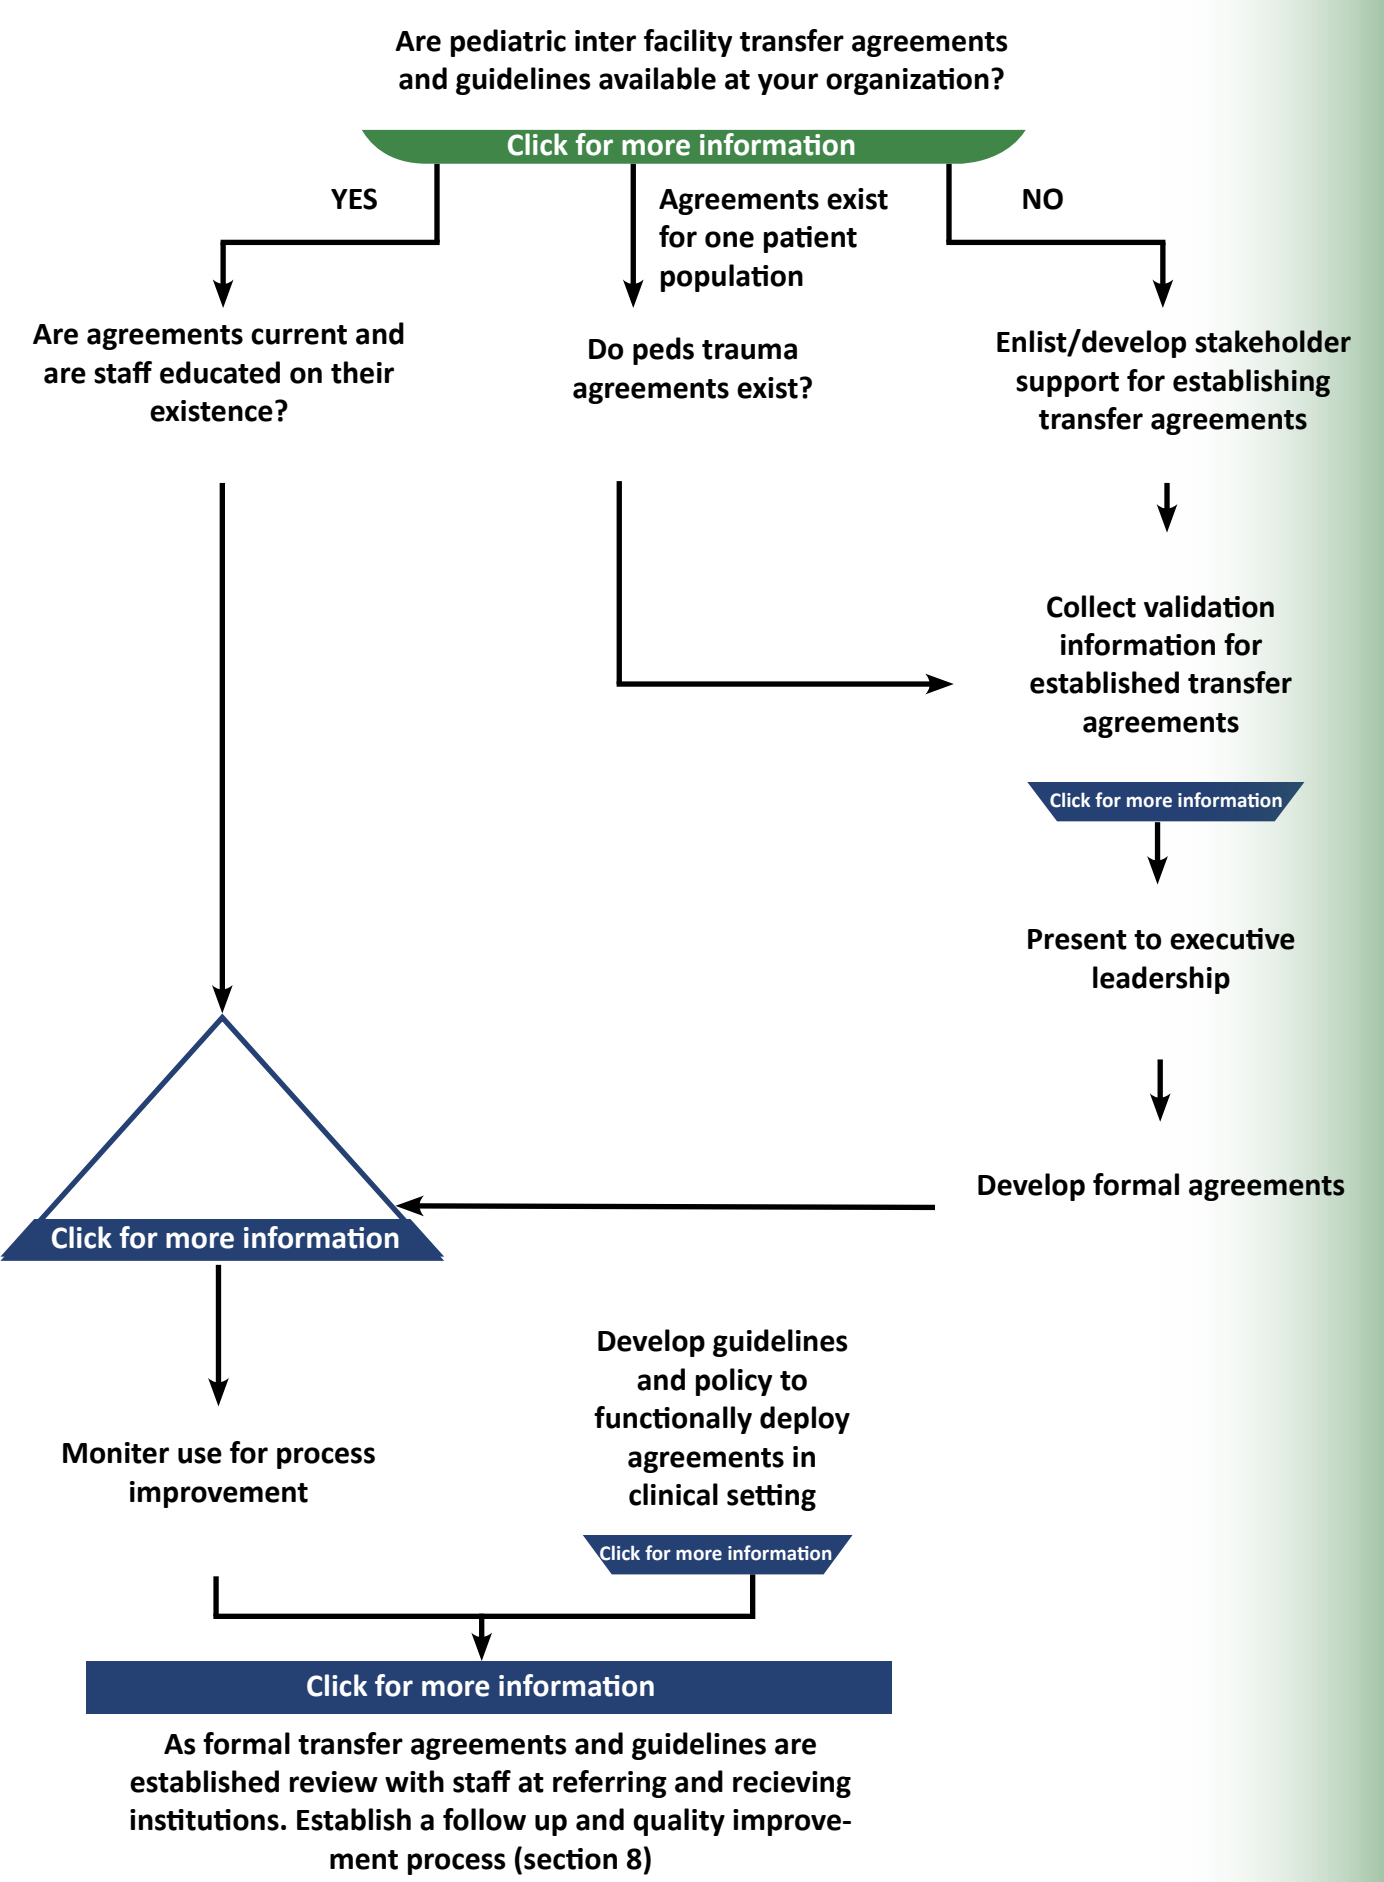 Are pediatric inter facility transfer agreements
and guidelines available at your organization?
Click for more information
YES
Agreements exist
for one patient
population
NO
Are agreements current and
are staff educated on their
existence?
Do peds trauma
agreements exist?
Enlist/develop stakeholder
support for establishing
transfer agreements
Collect validation
information for
established transfer
agreements
Click for more information
Present to executive
leadership
Develop formal agreements
Click for more information
Develop guidelines
and policy to
functionally deploy
agreements in
clinical setting
Click for more information
Moniter use for process
improvement
Click for more information
As formal transfer agreements and guidelines are
established review with staff at referring and recieving
institutions. Establish a follow up and quality improve-
ment process (section 8)